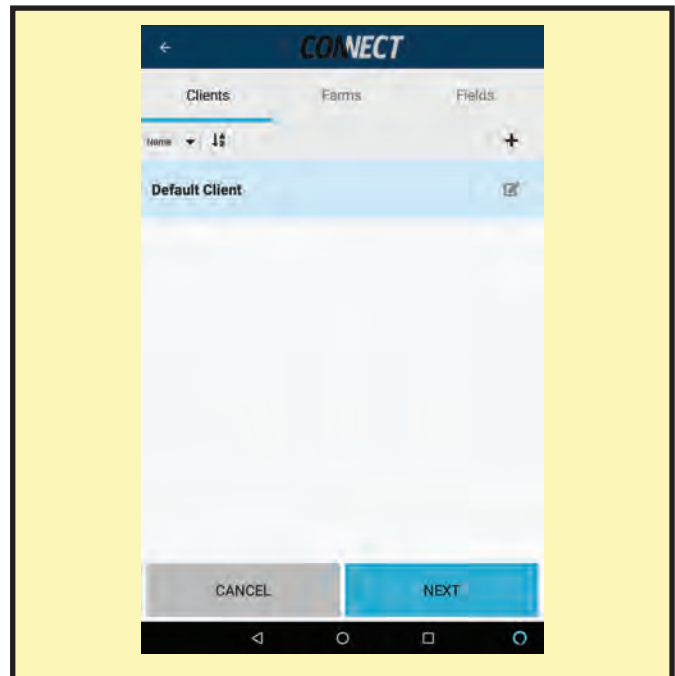 CONNECT
Clients Farms Fields
Name
Default Client
CANCEL NEXT